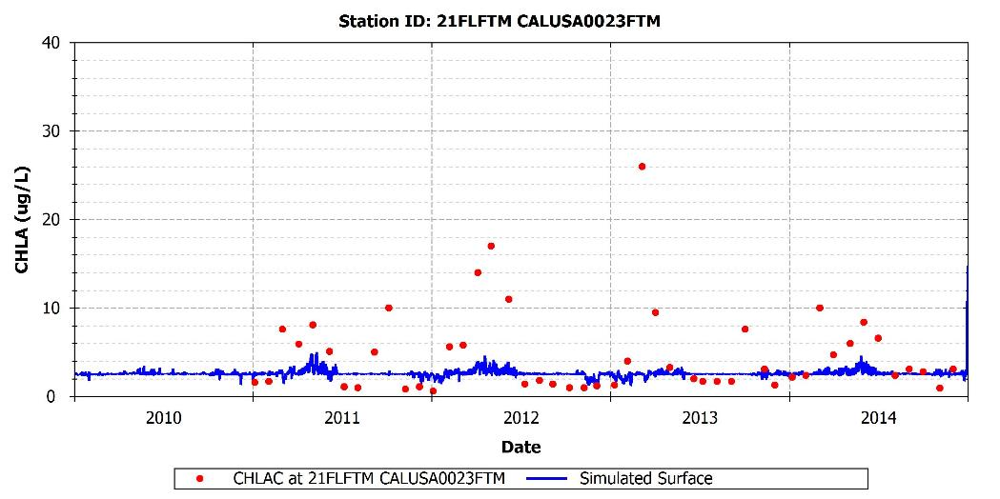 Station ID: 21FLFTM CALUSA0023FTM
40
30
20
10
0
CHLA (ug/L)
2010 2011 2012 2013 2014
Date
CHLAC at 21FLFTM CALUSA0023FTM Simulated Surface